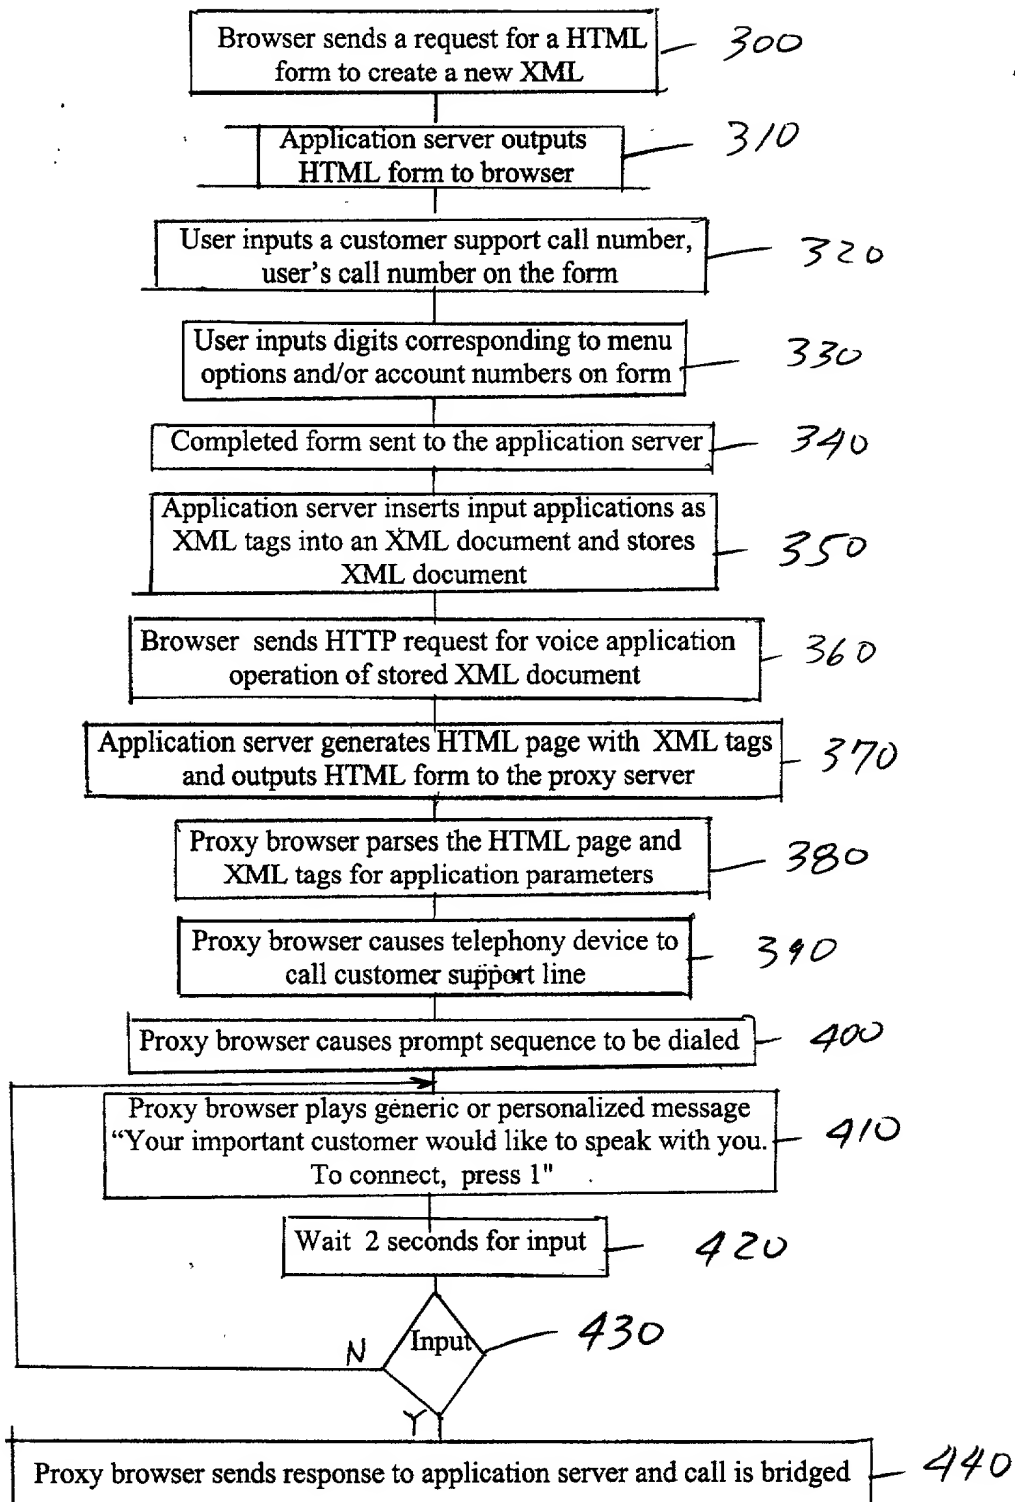 Browser sends a request for a HTML
form to create a new XML
300
Application server outputs
HTML form to browser
310
User inputs a customer support call number,
user's call number on the form
320
User inputs digits corresponding to menu
options and/or account numbers on form
330
Completed form sent to the application server
340
Application server inserts input applications as
XML tags into an XML document and stores
XML document
350
Browser sends HTTP request for voice application
operation of stored XML document
360
Application server generates HTML page with XML tags
and outputs HTML form to the proxy server
370
Proxy browser parses the HTML page and
XML tags for application parameters
380
Proxy browser causes telephony device to
call customer support line
390
Proxy browser causes prompt sequence to be dialed
400
Proxy browser plays generic or personalized message
“Your important customer would like to speak with you.
To connect, press 1"
410
Wait 2 seconds for input
420
Input
430
N
Y
Proxy browser sends response to application server and call is bridged
440